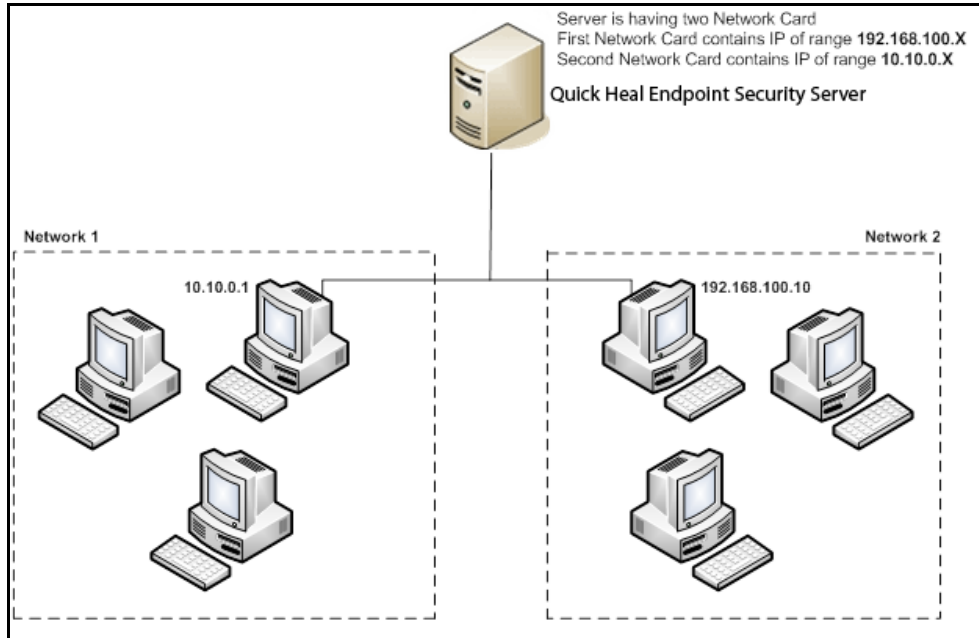 Server is having two Network Card
First Network Card contains IP of range 192.168.100.X
Second Network Card contains IP of range 10.10.0.X
Quick Heal Endpoint Security Server
Network 1
Network 2
10.10.0.1
192.168.100.10